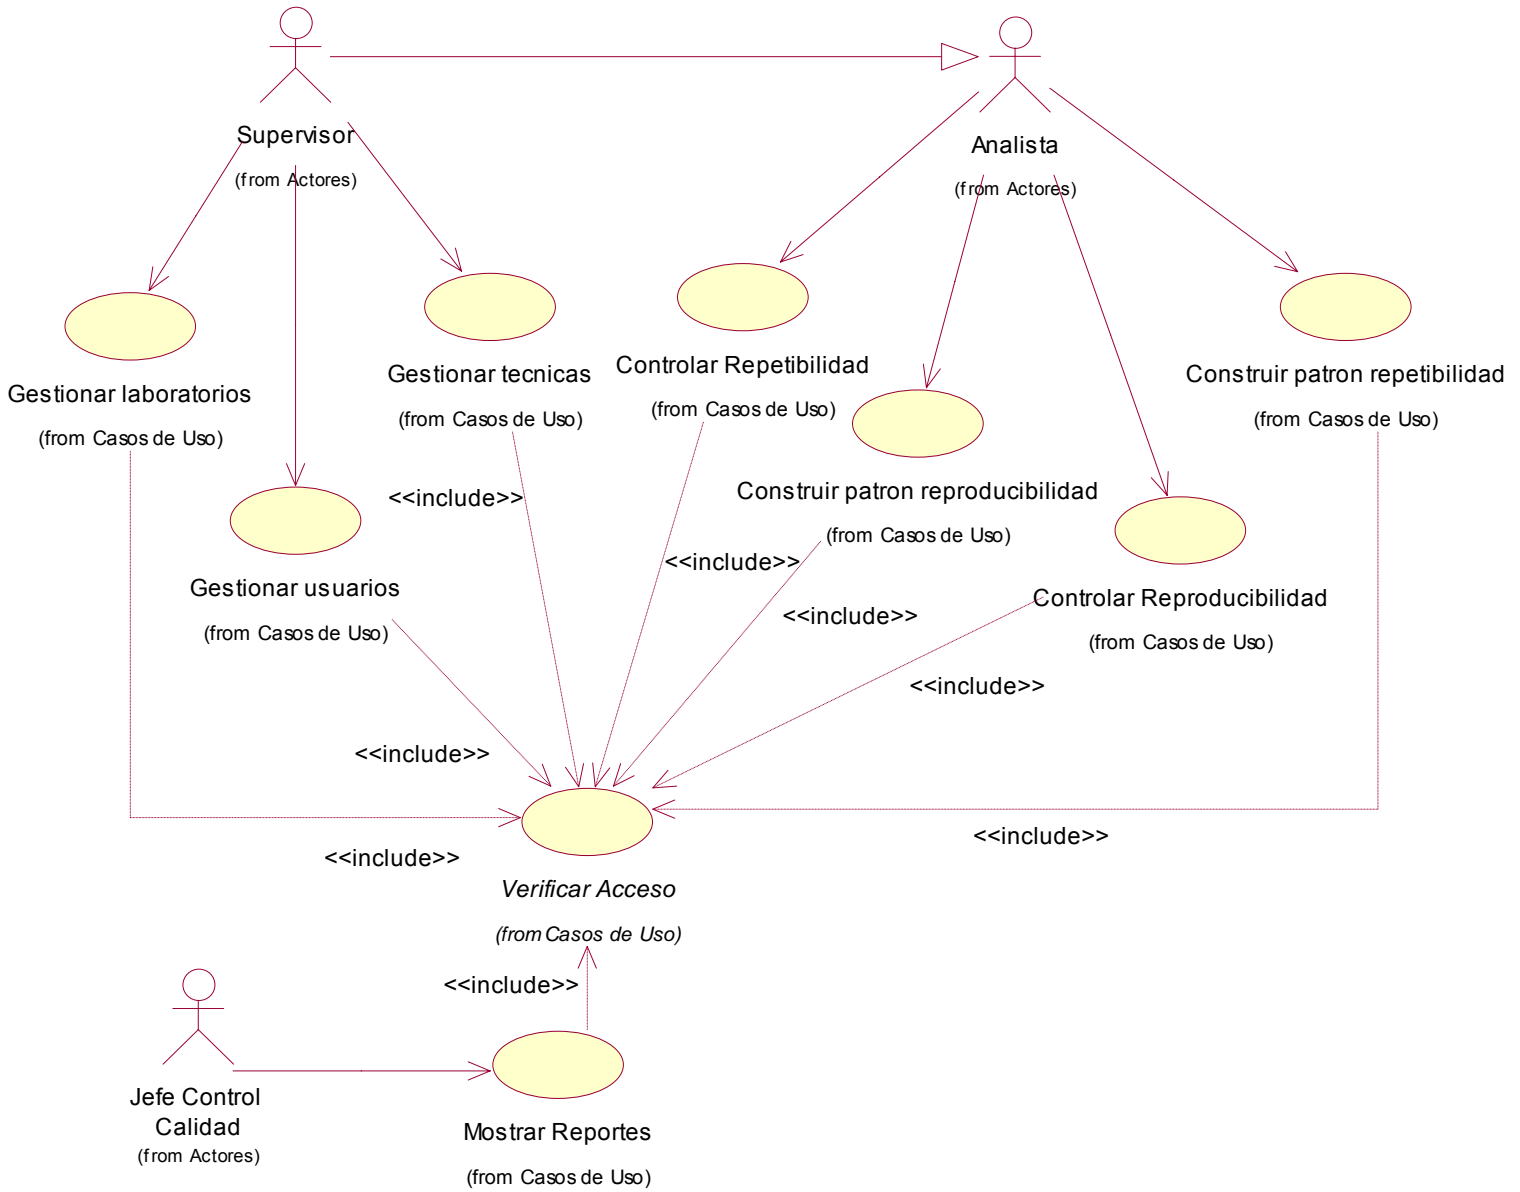 Supervisor
(from Actores)
Analista
(from Actores)
Gestionar laboratorios
(from Casos de Uso)
Gestionar tecnicas
(from Casos de Uso)
Controlar Repetibilidad
(from Casos de Uso)
Construir patron repetibilidad
(from Casos de Uso)
<<include>>
Construir patron reproducibilidad
(from Casos de Uso)
<<include>>
Gestionar usuarios
(from Casos de Uso)
<<include>>
Controlar Reproducibilidad
(from Casos de Uso)
<<include>>
<<include>>
<<include>>
<<include>>
Verificar Acceso
(from Casos de Uso)
<<include>>
Jefe Control
Calidad
(from Actores)
Mostrar Reportes
(from Casos de Uso)